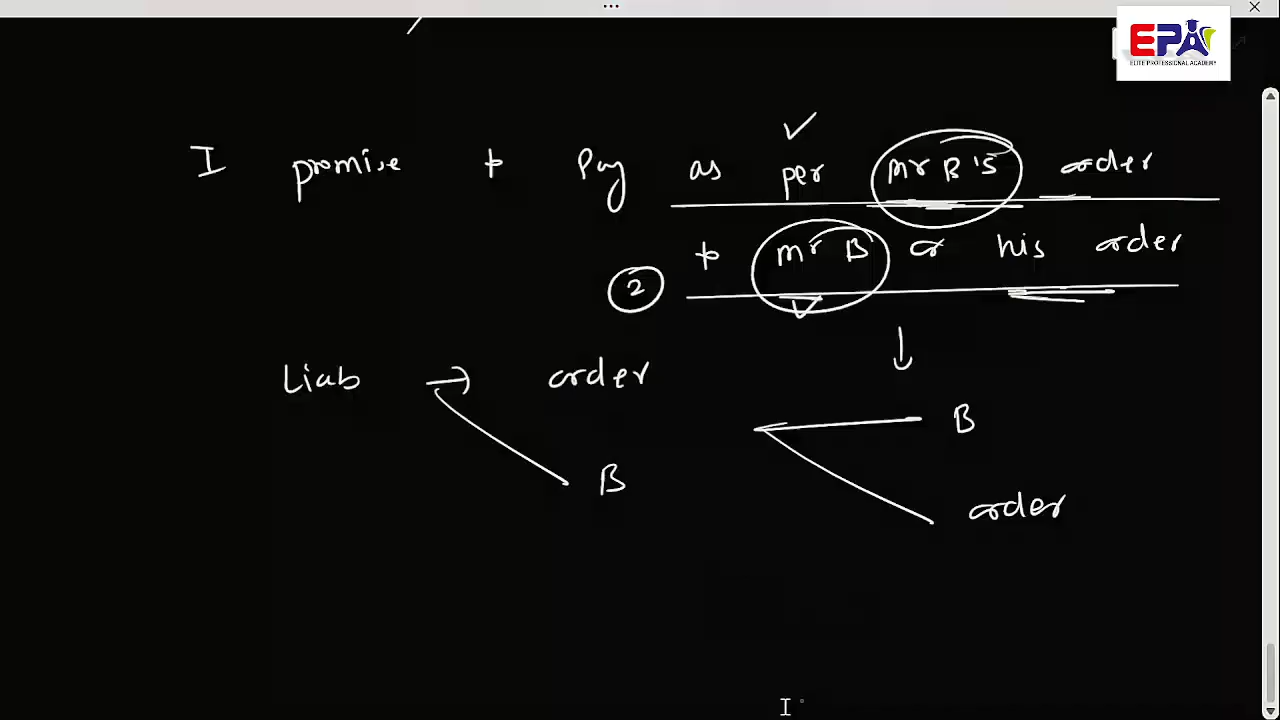 EPA
ELITE PROFESSIONAL ACADEMY
I promise to Pay as per Mr B's order
2 to Mr B or his order
Liab → order
B
B
order